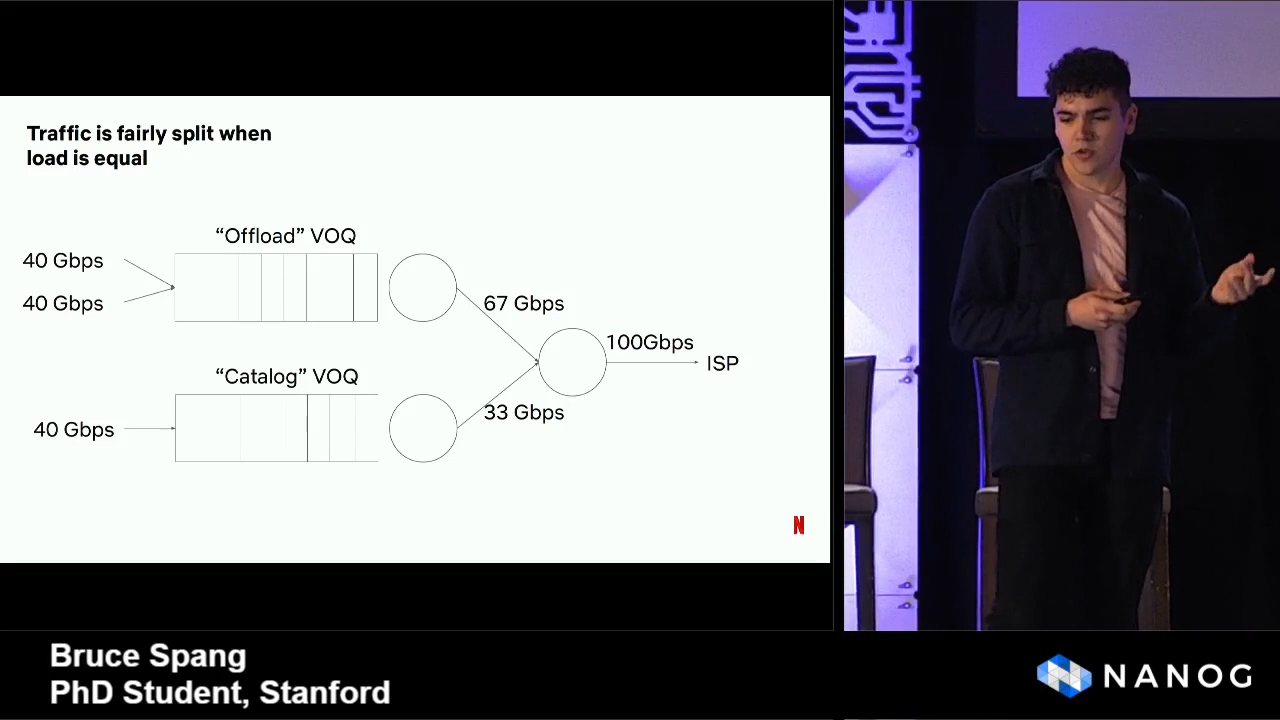 Traffic is fairly split when
load is equal
“Offload” VOQ
40 Gbps
40 Gbps
67 Gbps
100Gbps
ISP
“Catalog” VOQ
33 Gbps
40 Gbps
N
Bruce Spang
PhD Student, Stanford
NANOG